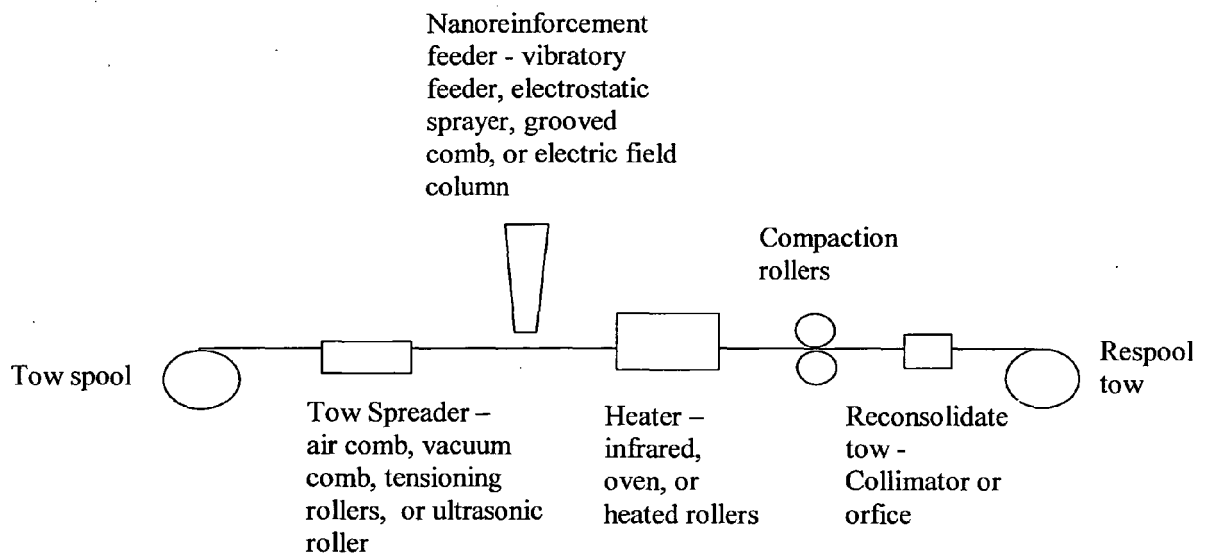 Nanoreinforcement
feeder - vibratory
feeder, electrostatic
sprayer, grooved
comb, or electric field
column
Compaction
rollers
Tow spool
Respool
tow
Tow Spreader –
air comb, vacuum
comb, tensioning
rollers, or ultrasonic
roller
Heater –
infrared,
oven, or
heated rollers
Reconsolidate
tow -
Collimator or
orfice